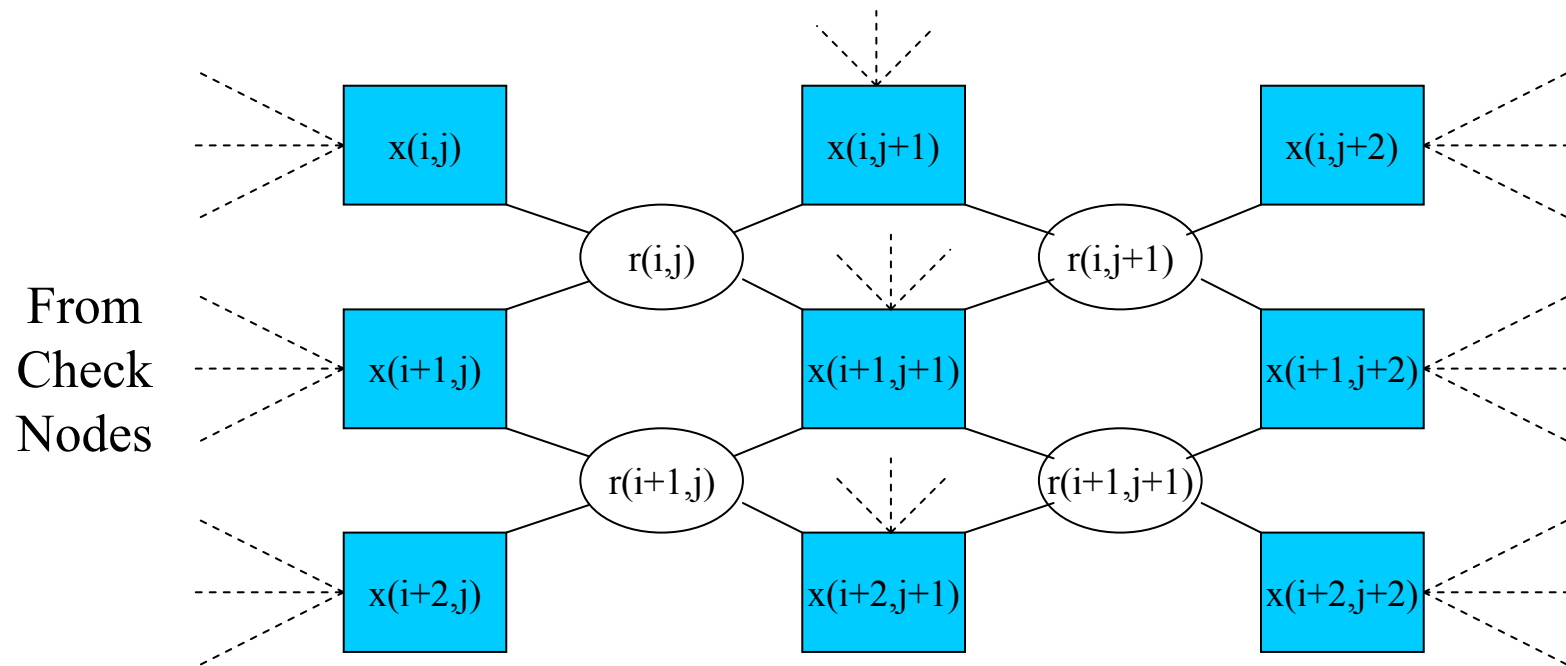 x(i,j)
x(i,j+1)
x(i,j+2)
r(i,j)
r(i,j+1)
From
Check
Nodes
x(i+1,j)
x(i+1,j+1)
x(i+1,j+2)
r(i+1,j)
r(i+1,j+1)
x(i+2,j)
x(i+2,j+1)
x(i+2,j+2)